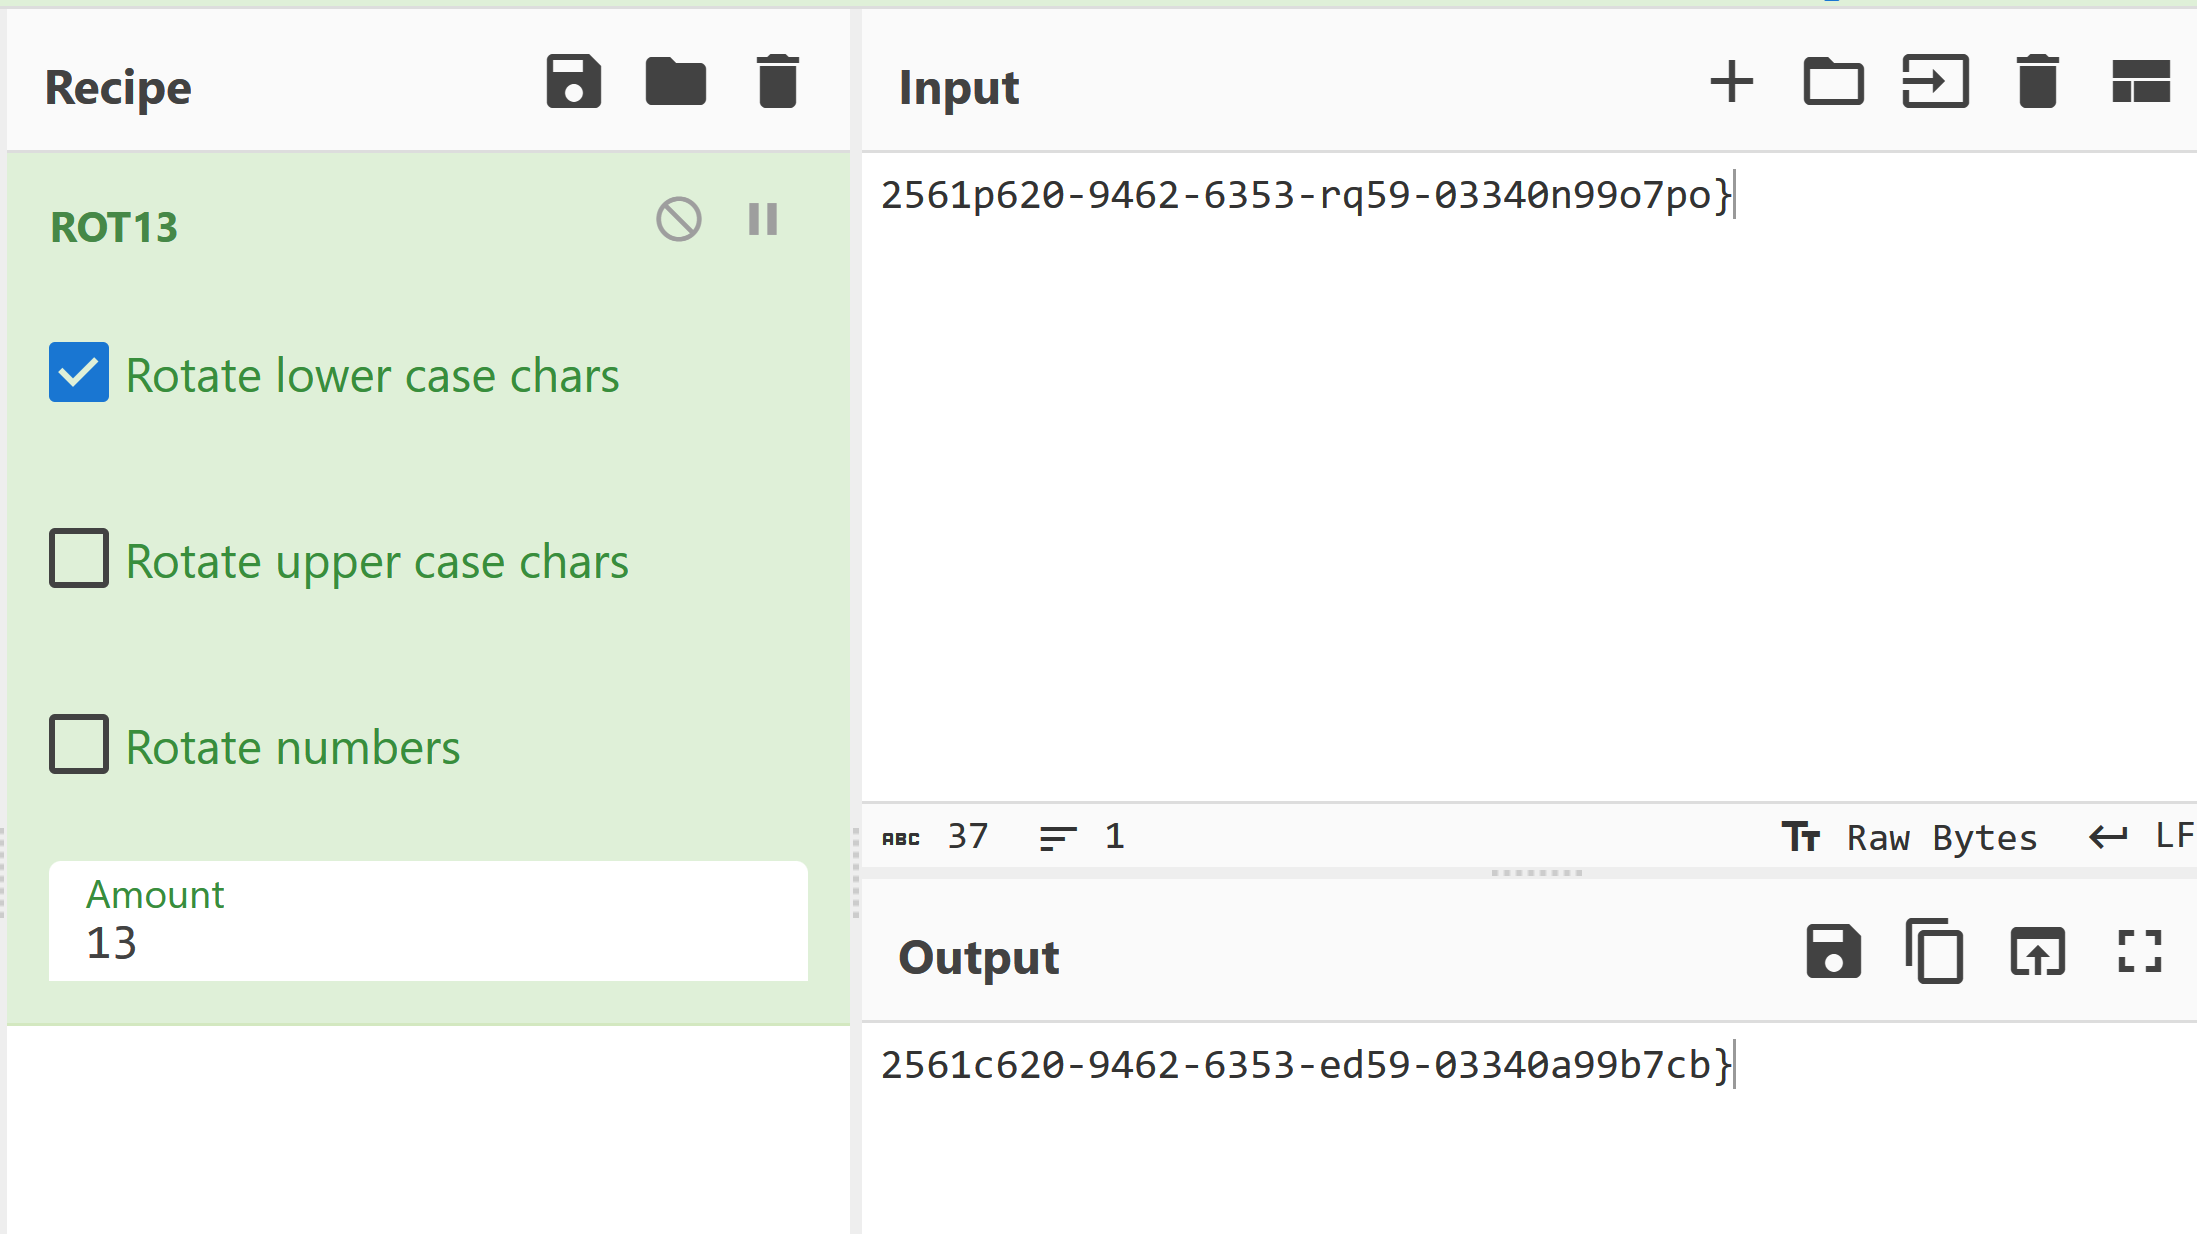 Recipe
Input
ROT13
2561p620-9462-6353-rq59-03340n99o7po}
Rotate lower case chars
Rotate upper case chars
Rotate numbers
Amount
13
ABC 37 1 Tt Raw Bytes LF
Output
2561c620-9462-6353-ed59-03340a99b7cb}